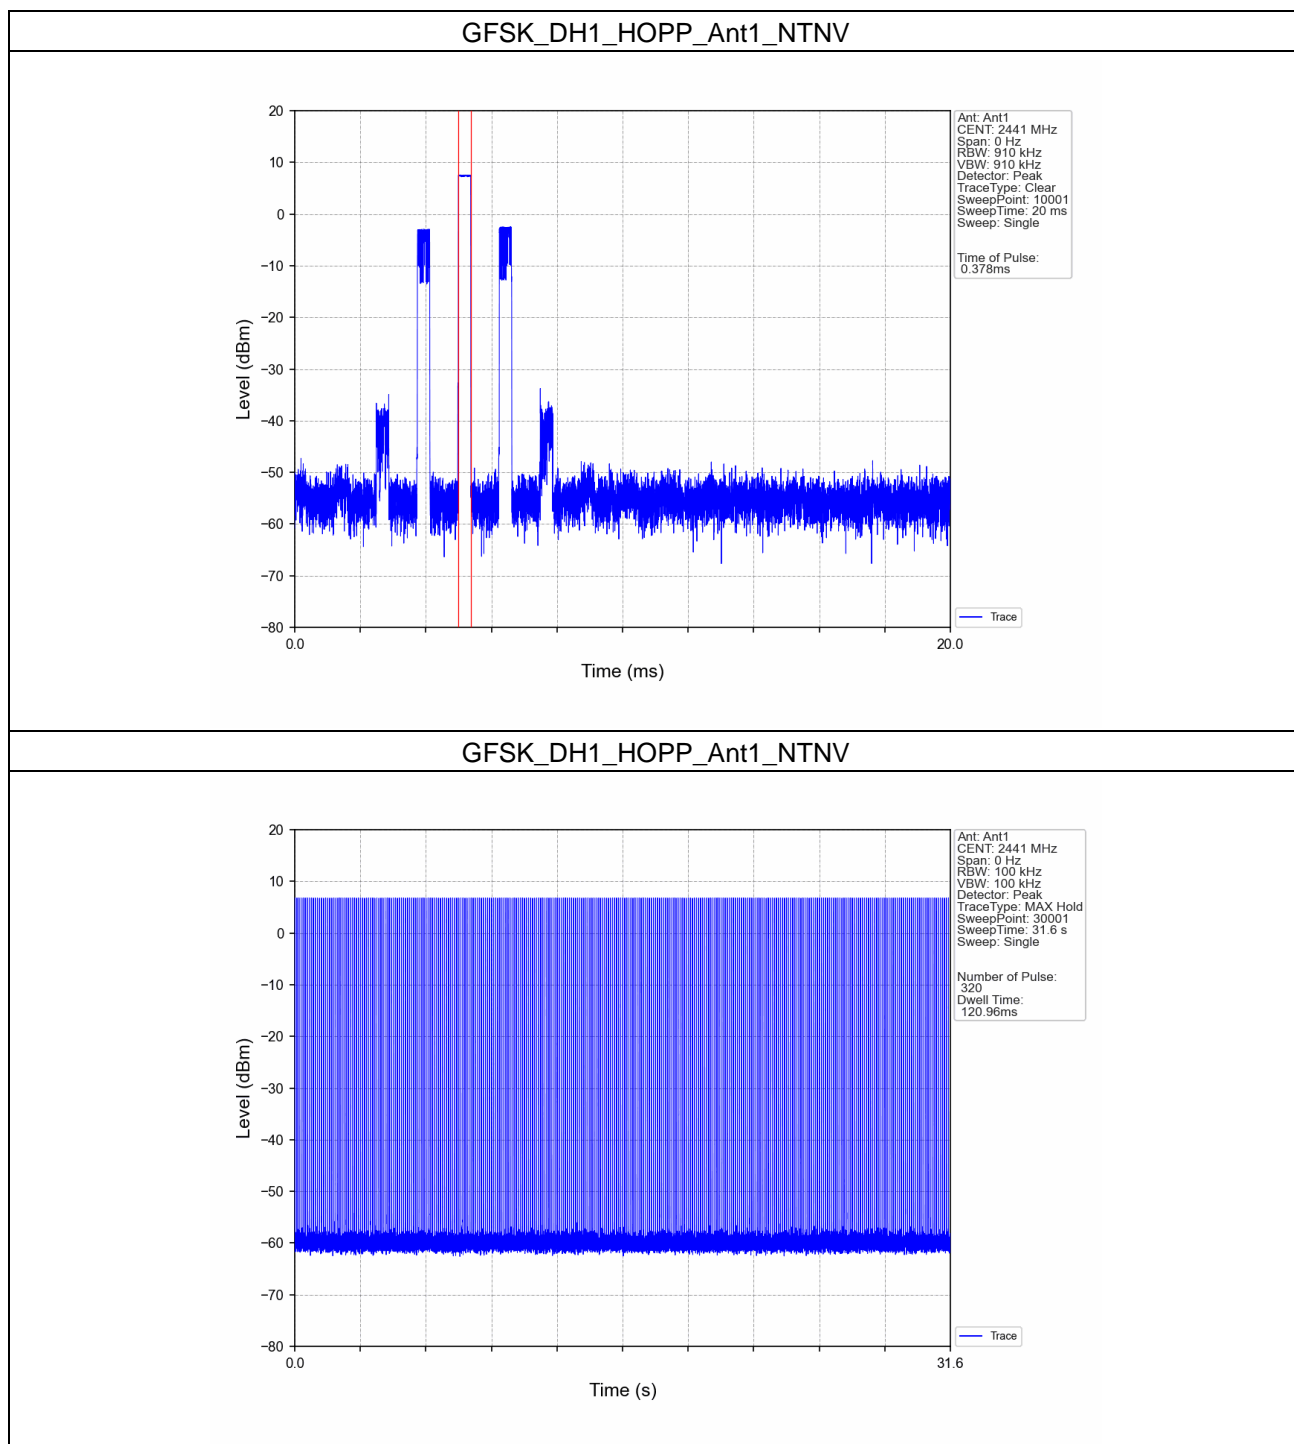 GFSK_DH1_HOPP_Ant1_NTNV
20
10
0
−10
−20
−30
−40
−50
−60
−70
−80
Level (dBm)
0.0
20.0
Time (ms)
Ant: Ant1
CENT: 2441 MHz
Span: 0 Hz
RBW: 910 kHz
VBW: 910 kHz
Detector: Peak
TraceType: Clear
SweepPoint: 10001
SweepTime: 20 ms
Sweep: Single
Time of Pulse:
0.378ms
Trace
GFSK_DH1_HOPP_Ant1_NTNV
20
10
0
−10
−20
−30
−40
−50
−60
−70
−80
Level (dBm)
0.0
31.6
Time (s)
Ant: Ant1
CENT: 2441 MHz
Span: 0 Hz
RBW: 100 kHz
VBW: 100 kHz
Detector: Peak
TraceType: MAX Hold
SweepPoint: 30001
SweepTime: 31.6 s
Sweep: Single
Number of Pulse:
320
Dwell Time:
120.96ms
Trace